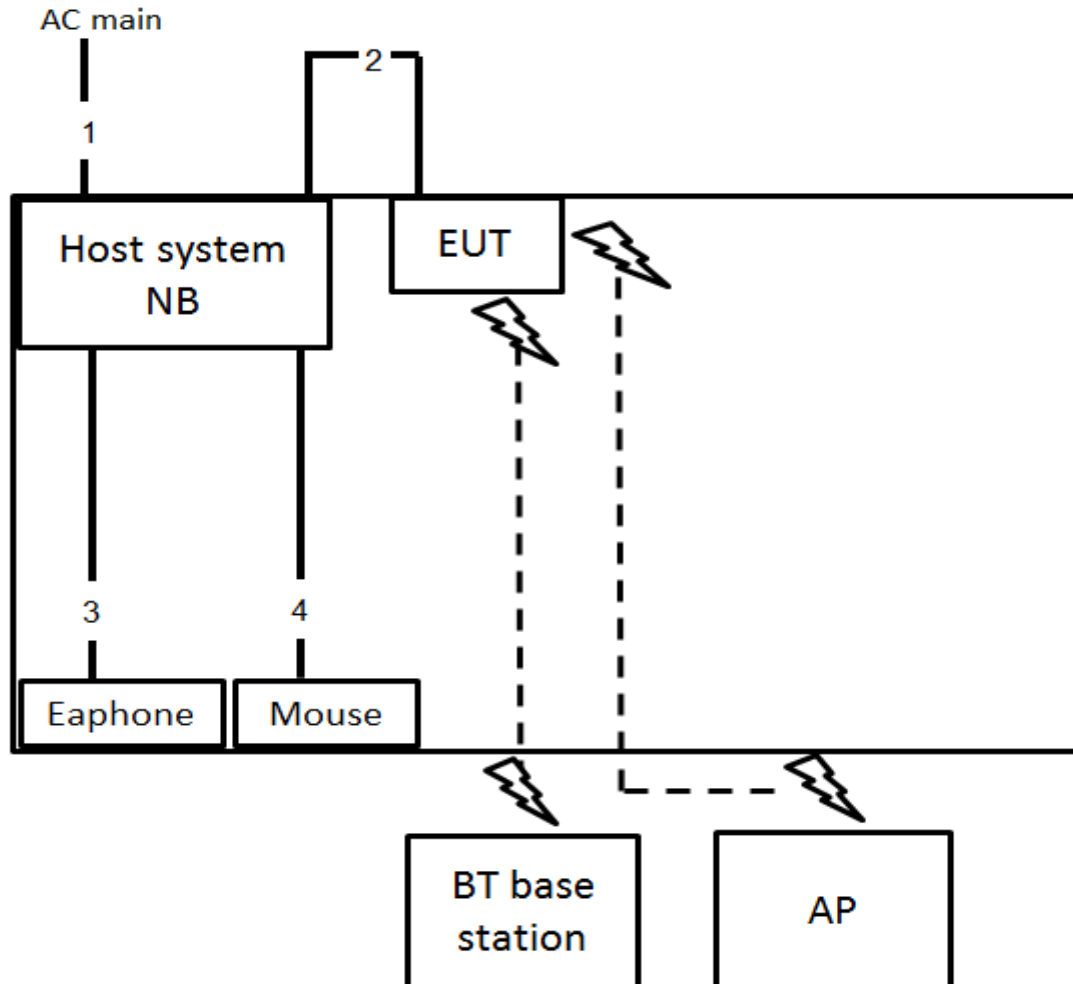 AC main
2
1
Host system
NB
EUT
3
4
Eaphone
Mouse
BT base
station
AP